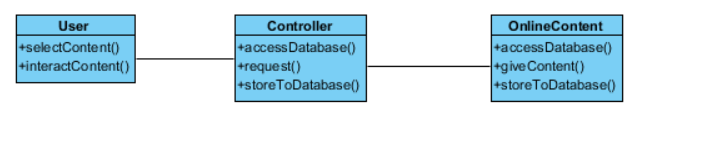 User
+selectContent()
+interactContent()
Controller
+accessDatabase()
+request()
+storeToDatabase()
OnlineContent
+accessDatabase()
+giveContent()
+storeToDatabase()